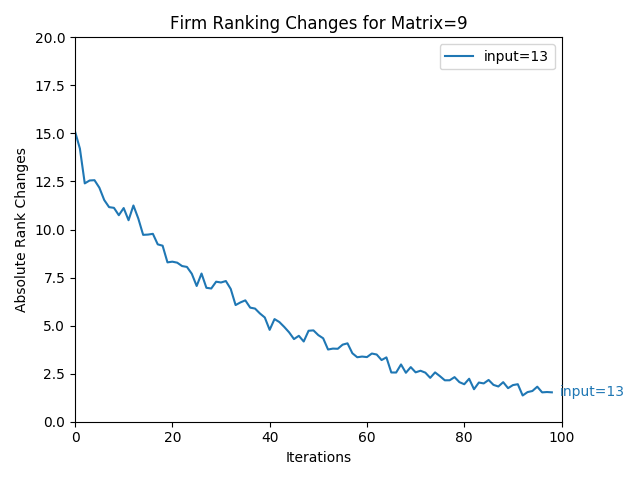 Firm Ranking Changes for Matrix=9
20.0
17.5
15.0
12.5
10.0
7.5
5.0
2.5
0.0
Absolute Rank Changes
input=13
input=13
0 20 40 60 80 100
Iterations